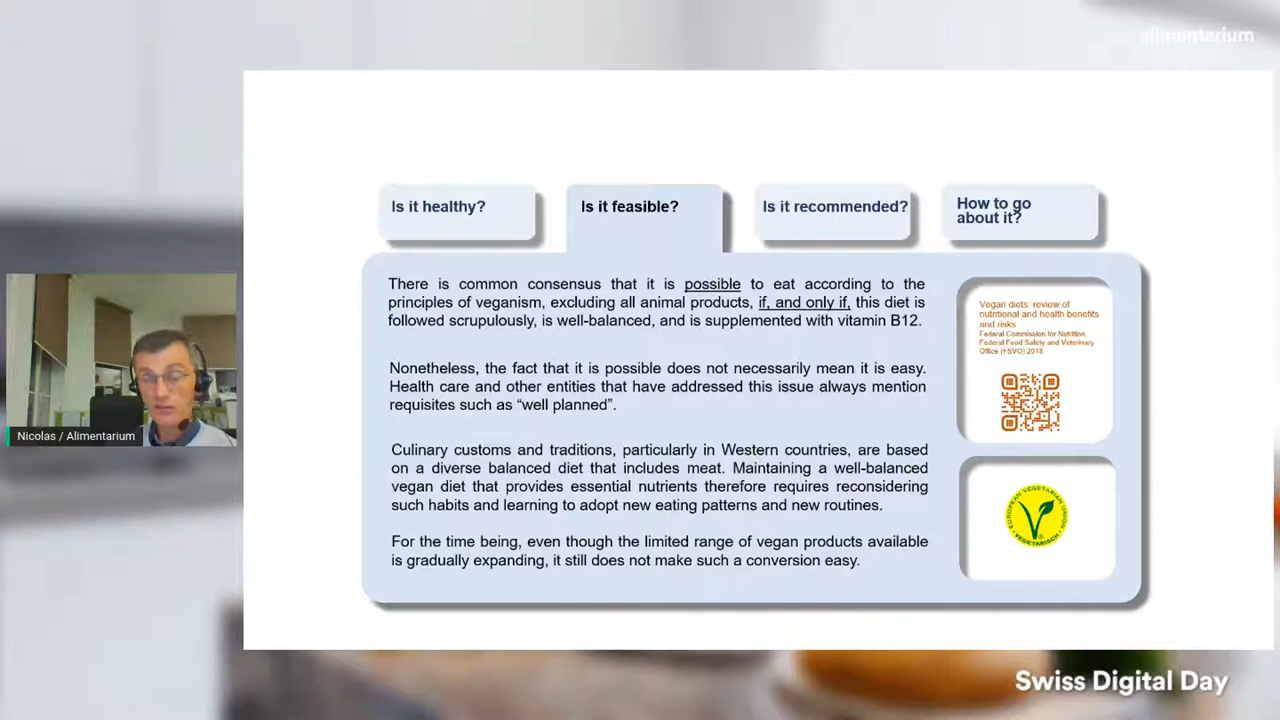 alimentarium
Is it healthy?
Is it feasible?
Is it recommended?
How to go
about it?
There is common consensus that it is possible to eat according to the
principles of veganism, excluding all animal products, if, and only if, this diet is
followed scrupulously, is well-balanced, and is supplemented with vitamin B12.
Nonetheless, the fact that it is possible does not necessarily mean it is easy.
Health care and other entities that have addressed this issue always mention
requisites such as “well planned”.
Culinary customs and traditions, particularly in Western countries, are based
on a diverse balanced diet that includes meat. Maintaining a well-balanced
vegan diet that provides essential nutrients therefore requires reconsidering
such habits and learning to adopt new eating patterns and new routines.
For the time being, even though the limited range of vegan products available
is gradually expanding, it still does not make such a conversion easy.
Vegan diets: review of
nutritional and health benefits
and risks
Federal Commission for Nutrition,
Federal Food Safety and Veterinary
Office (FSVO) 2018
EUROPEAN VEGETARIAN UNION
VEGETARISCH
Nicolas / Alimentarium
Swiss Digital Day